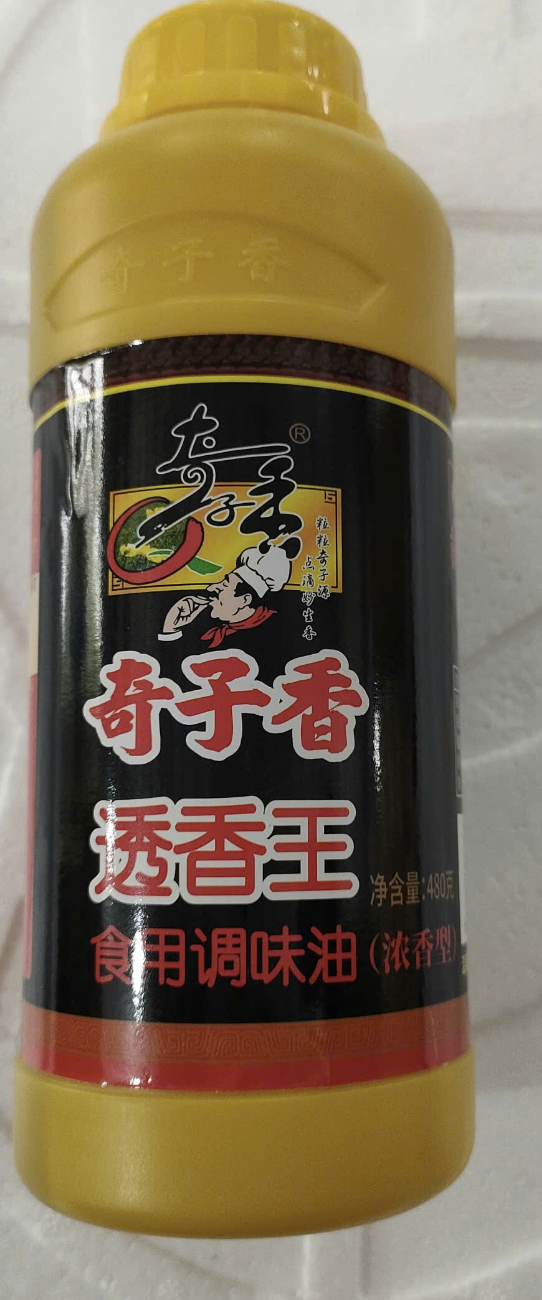 奇子香
奇子香®
粒粒奇子源
点滴妙生香
奇子香
透香王
净含量:480克
食用调味油(浓香型)